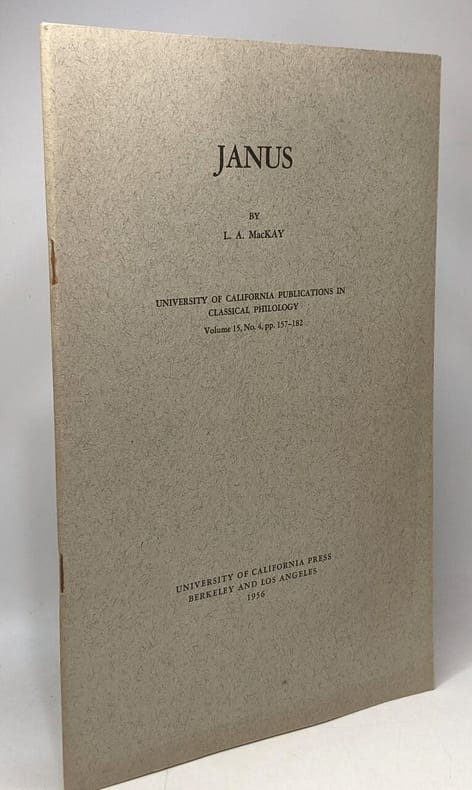 JANUS
BY
L. A. MacKAY
UNIVERSITY OF CALIFORNIA PUBLICATIONS IN
CLASSICAL PHILOLOGY
Volume 15, No. 4, pp. 157–182
UNIVERSITY OF CALIFORNIA PRESS
BERKELEY AND LOS ANGELES
1956